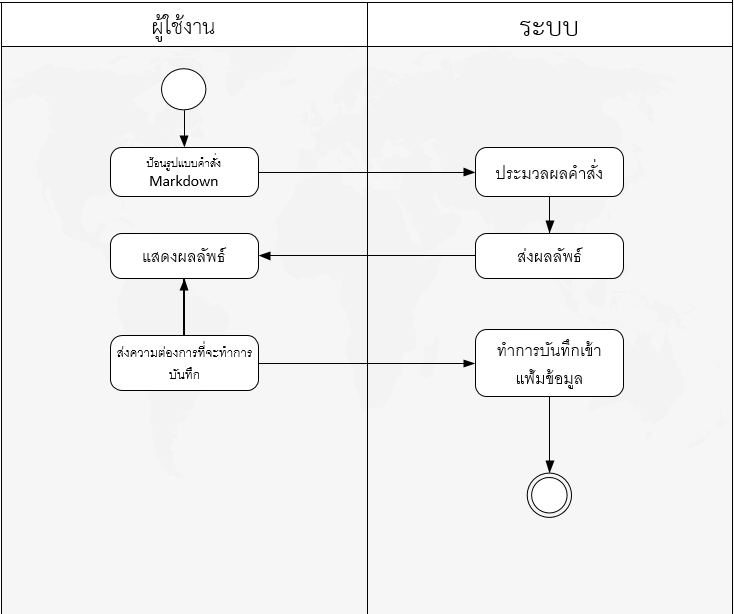 ผู้ใช้งาน
ระบบ
ป้อนรูปแบบคำสั่ง
Markdown
ประมวลผลคำสั่ง
แสดงผลลัพธ์
ส่งผลลัพธ์
ส่งความต้องการที่จะทำการ
บันทึก
ทำการบันทึกเข้า
แฟ้มข้อมูล